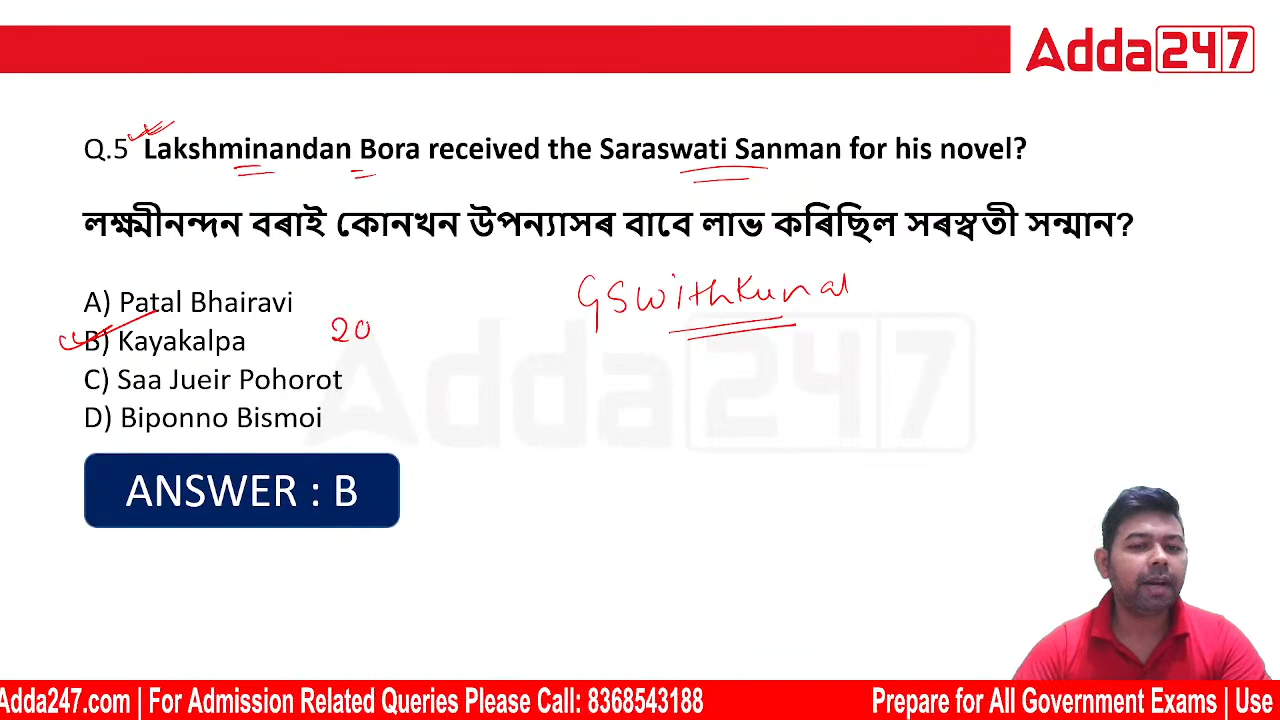 Adda247
Q.5 Lakshminandan Bora received the Saraswati Sanman for his novel?
লক্ষ্মীনন্দন বৰাই কোনখন উপন্যাসৰ বাবে লাভ কৰিছিল সৰস্বতী সন্মান?
A) Patal Bhairavi
GSWithKunal
B) Kayakalpa
20
C) Saa Jueir Pohorot
D) Biponno Bismoi
Adda247
ANSWER : B
Adda247.com | For Admission Related Queries Please Call: 8368543188
Prepare for All Government Exams | Use